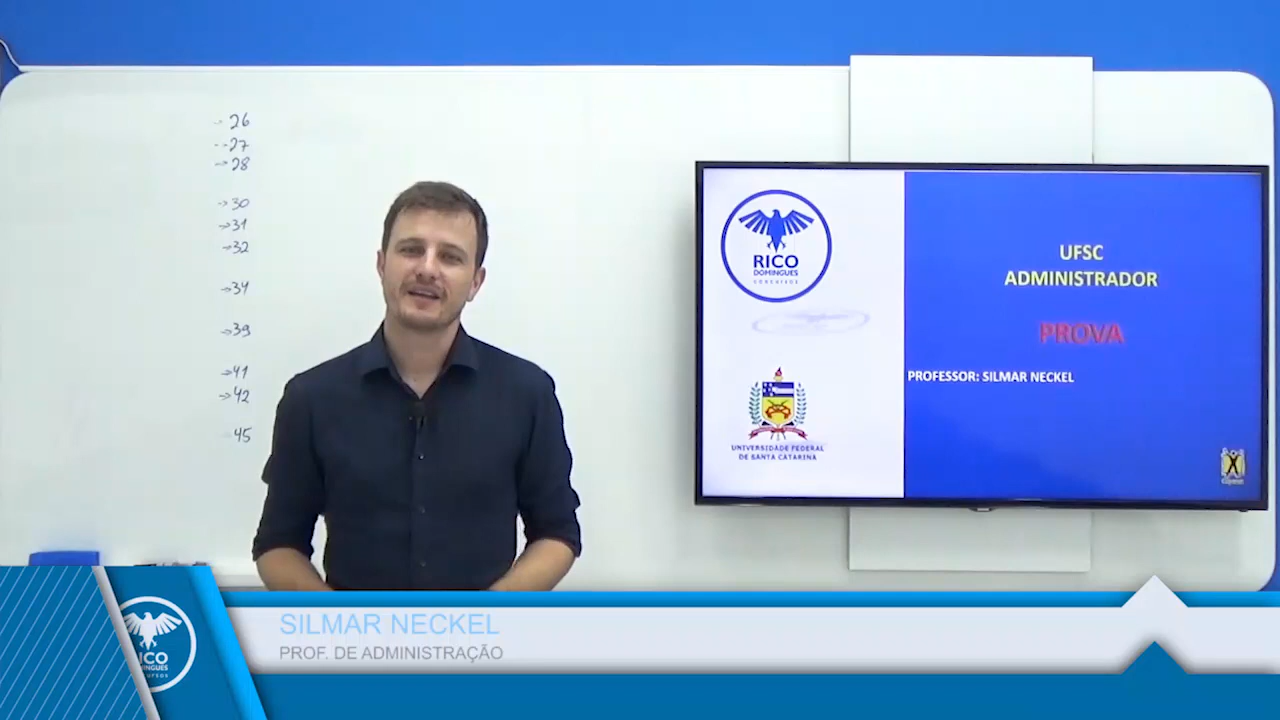 26
27
28
30
31
32
34
39
41
42
45
RICO
DOMINGUES
CONCURSOS
UNIVERSIDADE FEDERAL
DE SANTA CATARINA
UFSC
ADMINISTRADOR
PROVA
PROFESSOR: SILMAR NECKEL
SILMAR NECKEL
PROF. DE ADMINISTRAÇÃO